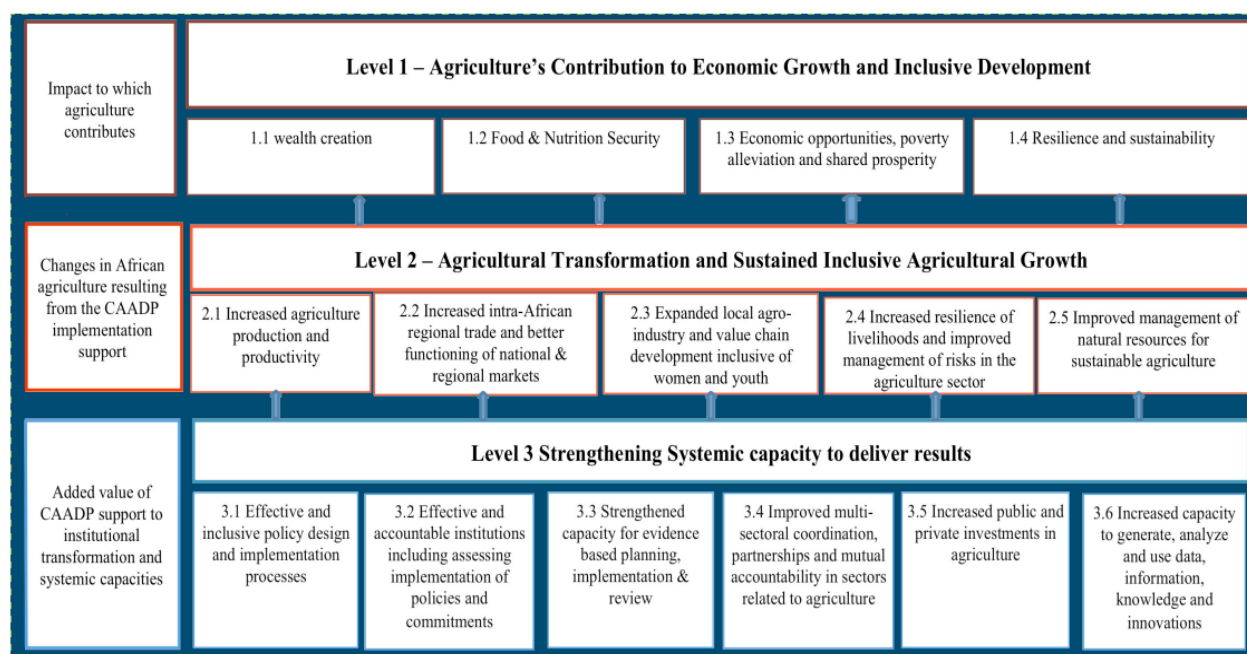 Impact to which
agriculture
contributes
Level 1 – Agriculture's Contribution to Economic Growth and Inclusive Development
1.1 wealth creation
1.2 Food & Nutrition Security
1.3 Economic opportunities, poverty
alleviation and shared prosperity
1.4 Resilience and sustainability
Changes in African
agriculture resulting
from the CAADP
implementation
support
Level 2 – Agricultural Transformation and Sustained Inclusive Agricultural Growth
2.1 Increased agriculture
production and
productivity
2.2 Increased intra-African
regional trade and better
functioning of national &
regional markets
2.3 Expanded local agro-
industry and value chain
development inclusive of
women and youth
2.4 Increased resilience of
livelihoods and improved
management of risks in the
agriculture sector
2.5 Improved management of
natural resources for
sustainable agriculture
Added value of
CAADP support to
institutional
transformation and
systemic capacities
Level 3 Strengthening Systemic capacity to deliver results
3.1 Effective and
inclusive policy design
and implementation
processes
3.2 Effective and
accountable institutions
including assessing
implementation of
policies and
commitments
3.3 Strengthened
capacity for evidence
based planning,
implementation &
review
3.4 Improved multi-
sectoral coordination,
partnerships and mutual
accountability in sectors
related to agriculture
3.5 Increased public and
private investments in
agriculture
3.6 Increased capacity
to generate, analyze
and use data,
information,
knowledge and
innovations